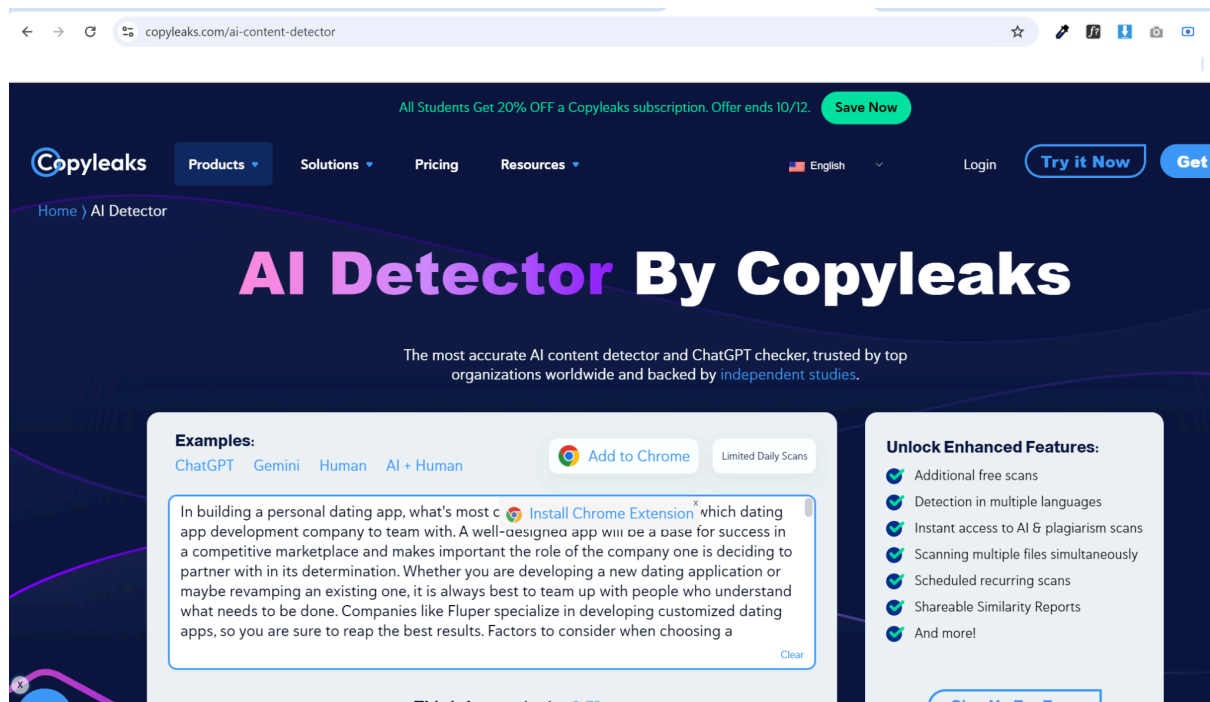 copyleaks.com/ai-content-detector
All Students Get 20% OFF a Copyleaks subscription. Offer ends 10/12. Save Now
Copyleaks Products Solutions Pricing Resources English Login Try it Now Get
Home ⟩ AI Detector
AI Detector By Copyleaks
The most accurate AI content detector and ChatGPT checker, trusted by top
organizations worldwide and backed by independent studies.
Examples:
ChatGPT Gemini Human AI + Human
Add to Chrome
Limited Daily Scans
In building a personal dating app, what's most c Install Chrome Extension x which dating
app development company to team with. A well-designed app will be a base for success in
a competitive marketplace and makes important the role of the company one is deciding to
partner with in its determination. Whether you are developing a new dating application or
maybe revamping an existing one, it is always best to team up with people who understand
what needs to be done. Companies like Fluper specialize in developing customized dating
apps, so you are sure to reap the best results. Factors to consider when choosing a
Clear
Unlock Enhanced Features:
Additional free scans
Detection in multiple languages
Instant access to AI & plagiarism scans
Scanning multiple files simultaneously
Scheduled recurring scans
Shareable Similarity Reports
And more!
X